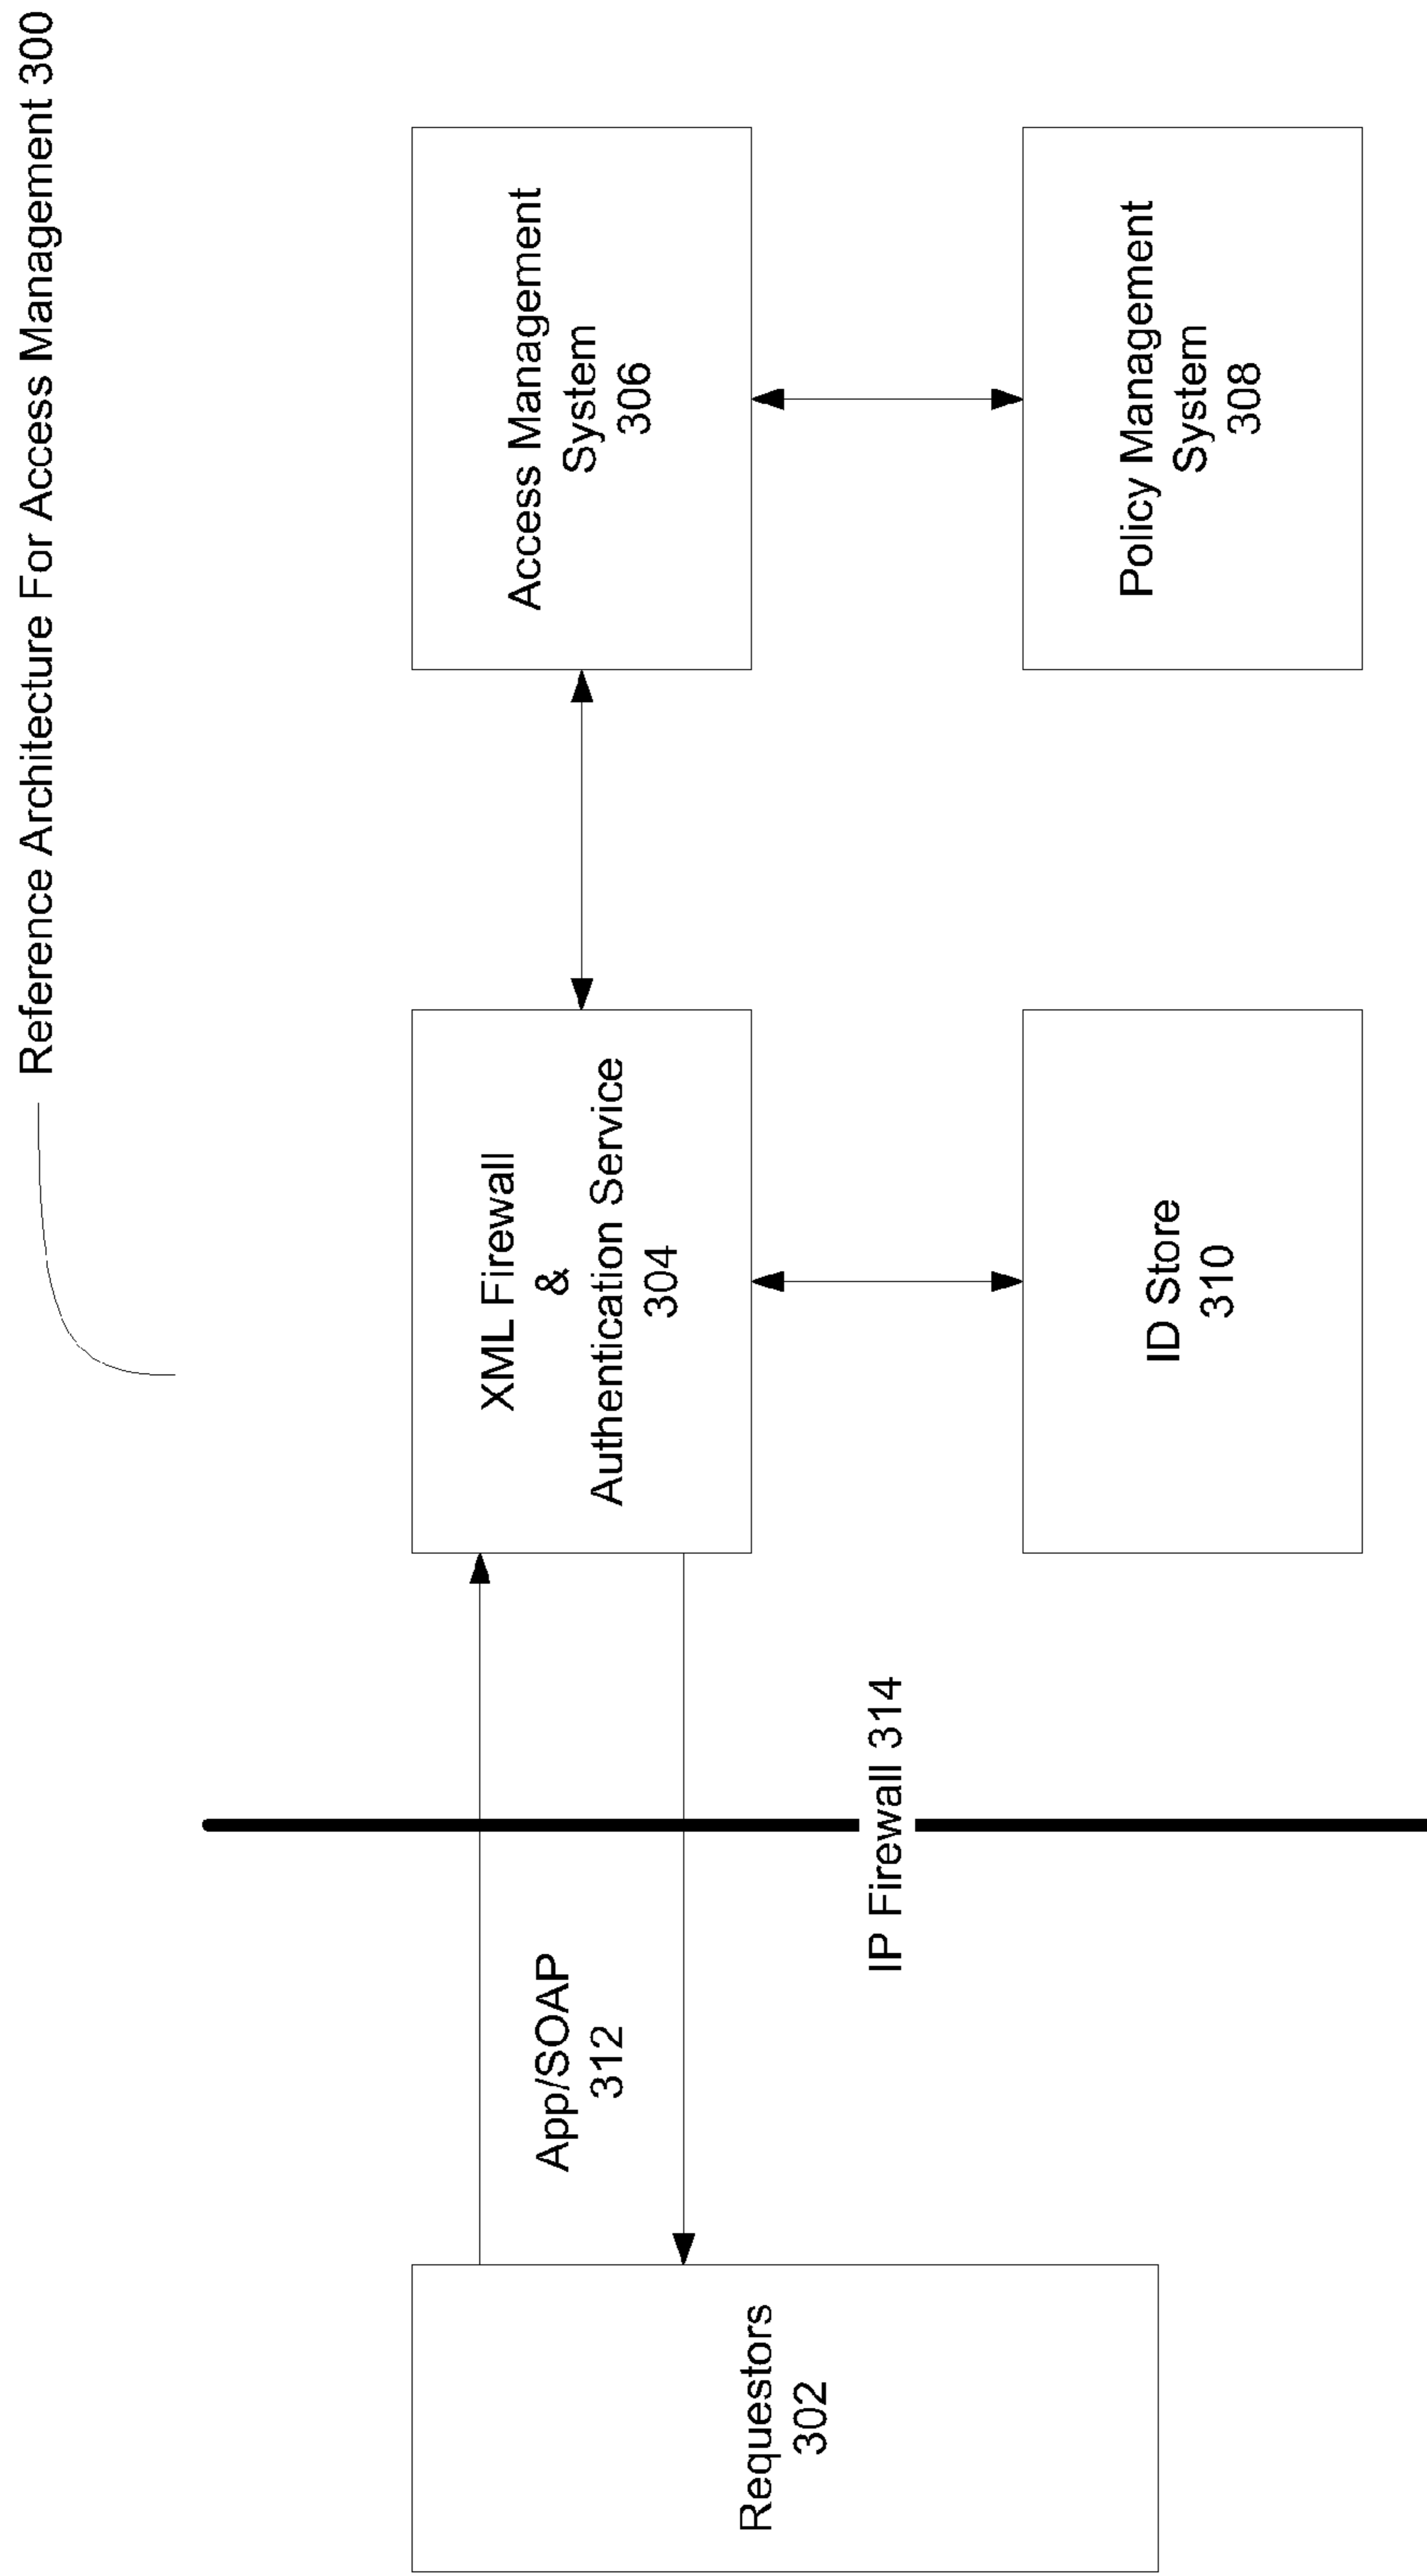 Reference Architecture For Access Management 300
Requestors
302
App/SOAP
312
IP Firewall 314
XML Firewall
&
Authentication Service
304
Access Management
System
306
ID Store
310
Policy Management
System
308